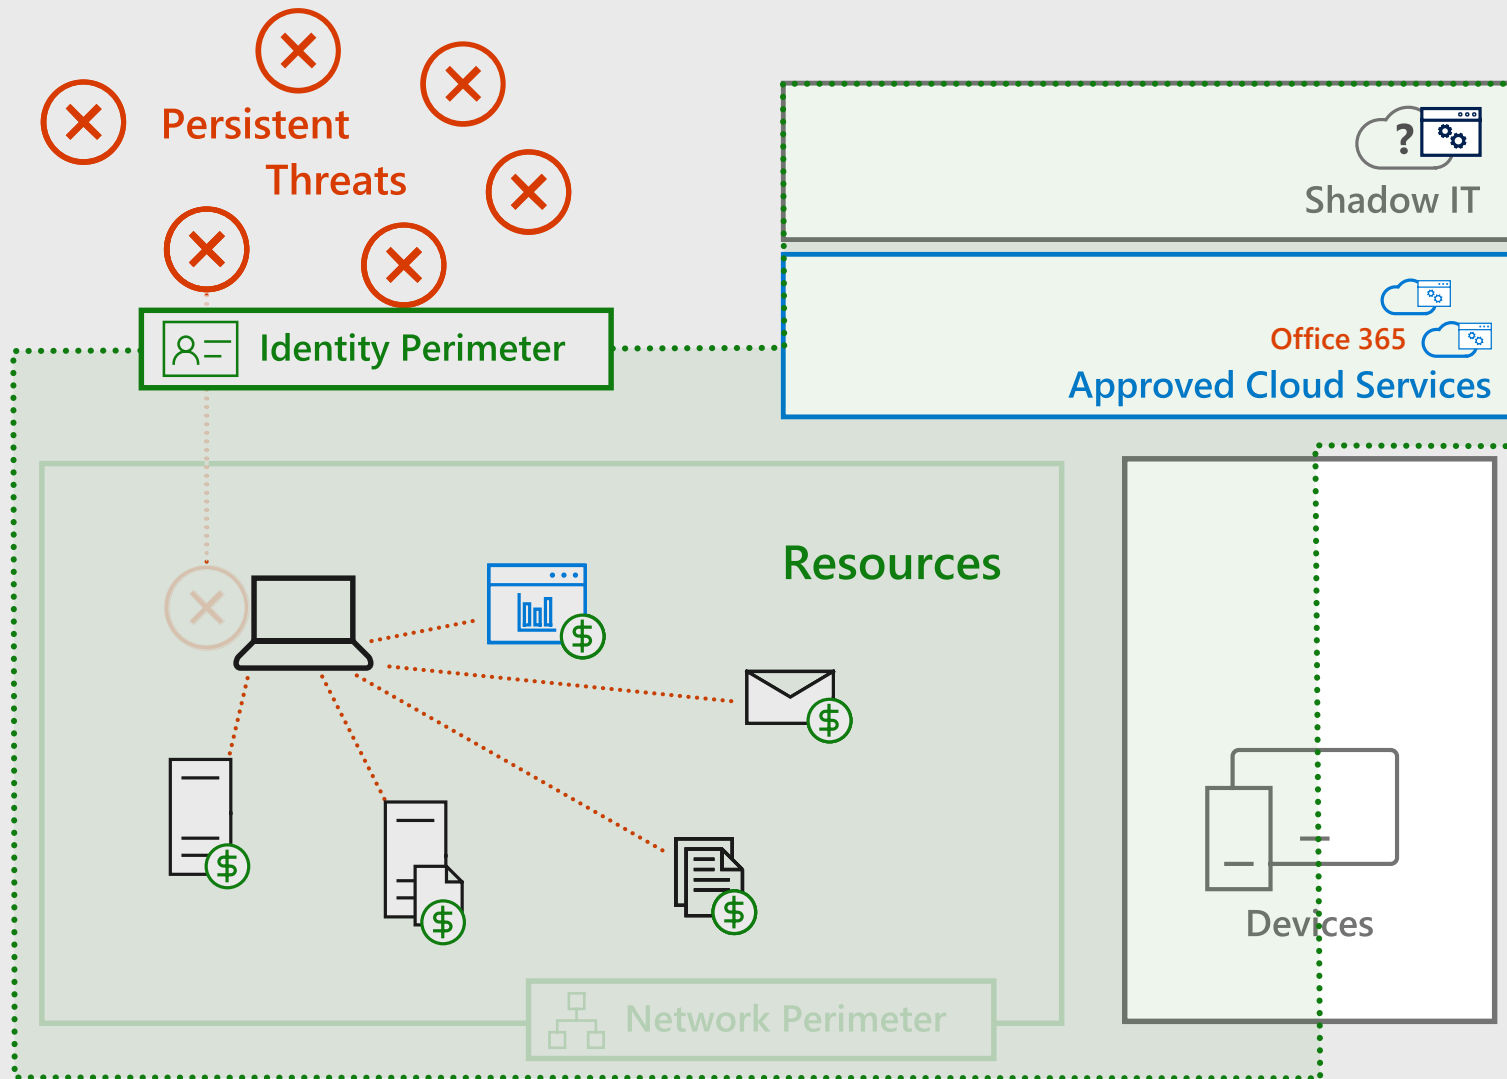 Persistent
Threats
Identity Perimeter
?
Shadow IT
Office 365
Approved Cloud Services
Resources
$
$
$
$
$
Devices
Network Perimeter